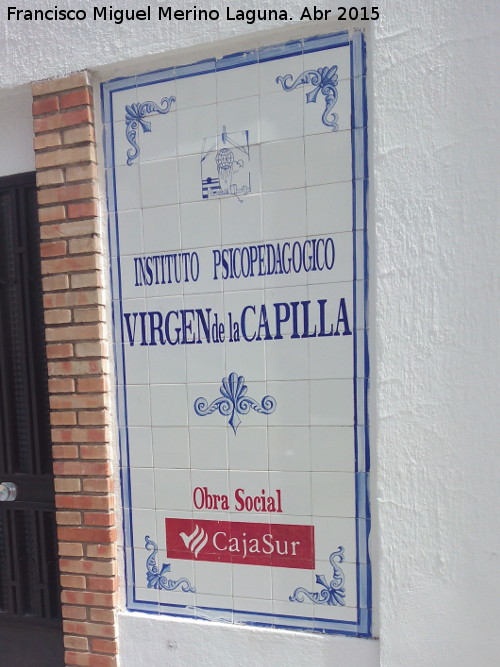 Francisco Miguel Merino Laguna. Abr 2015
INSTITUTO PSICOPEDAGOGICO
VIRGEN de la CAPILLA
Obra Social
CajaSur